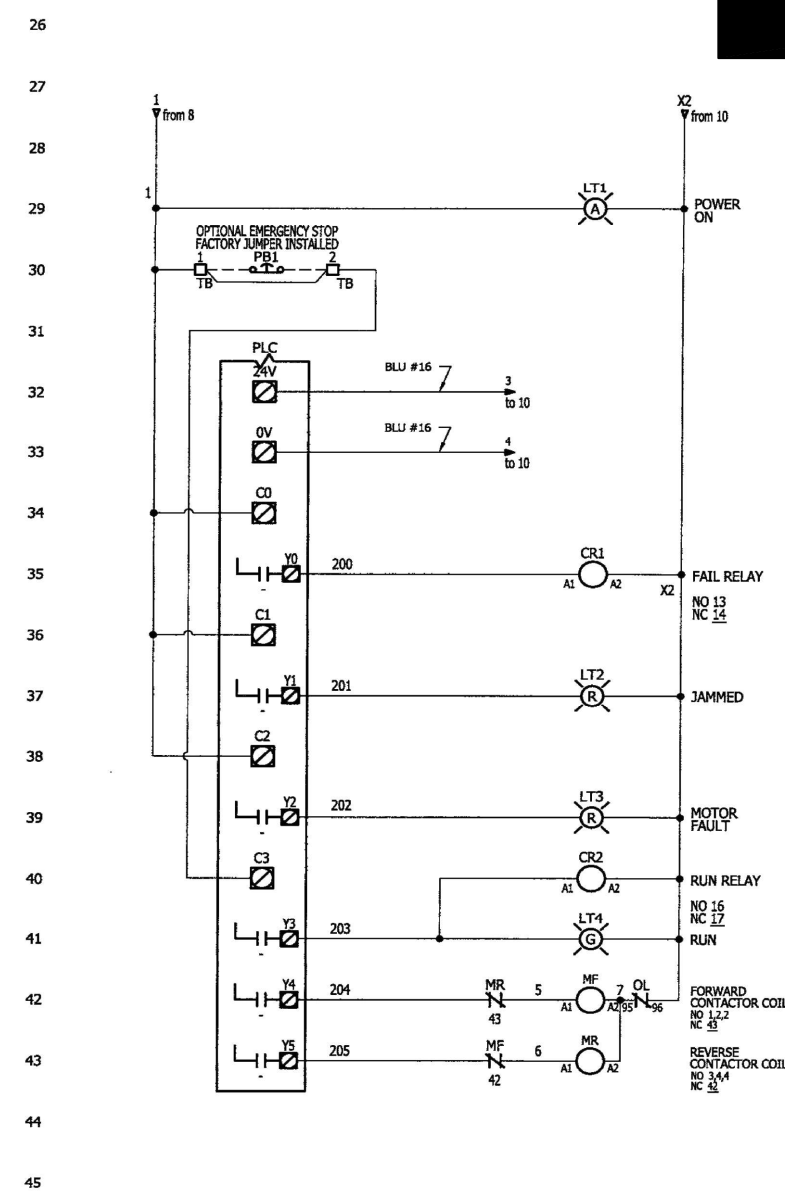 26
27
1
from 8
X2
from 10
28
29
1
LT1
A
POWER
ON
OPTIONAL EMERGENCY STOP
FACTORY JUMPER INSTALLED
30
1
PB1
2
TB
TB
31
PLC
32
24V
BLU #16
3
to 10
33
0V
BLU #16
4
to 10
34
C0
35
Y0
200
CR1
A1
A2
X2
FAIL RELAY
NO 13
NC 14
36
C1
37
Y1
201
LT2
R
JAMMED
38
C2
39
Y2
202
LT3
R
MOTOR
FAULT
40
C3
CR2
A1
A2
RUN RELAY
NO 16
NC 17
41
Y3
203
LT4
G
RUN
42
Y4
204
MR
43
5
MF
A1
A2
7
95
OL
96
FORWARD
CONTACTOR COIL
NO 1,2,2
NC 43
43
Y5
205
MF
42
6
MR
A1
A2
REVERSE
CONTACTOR COIL
NO 3,4,4
NC 42
44
45